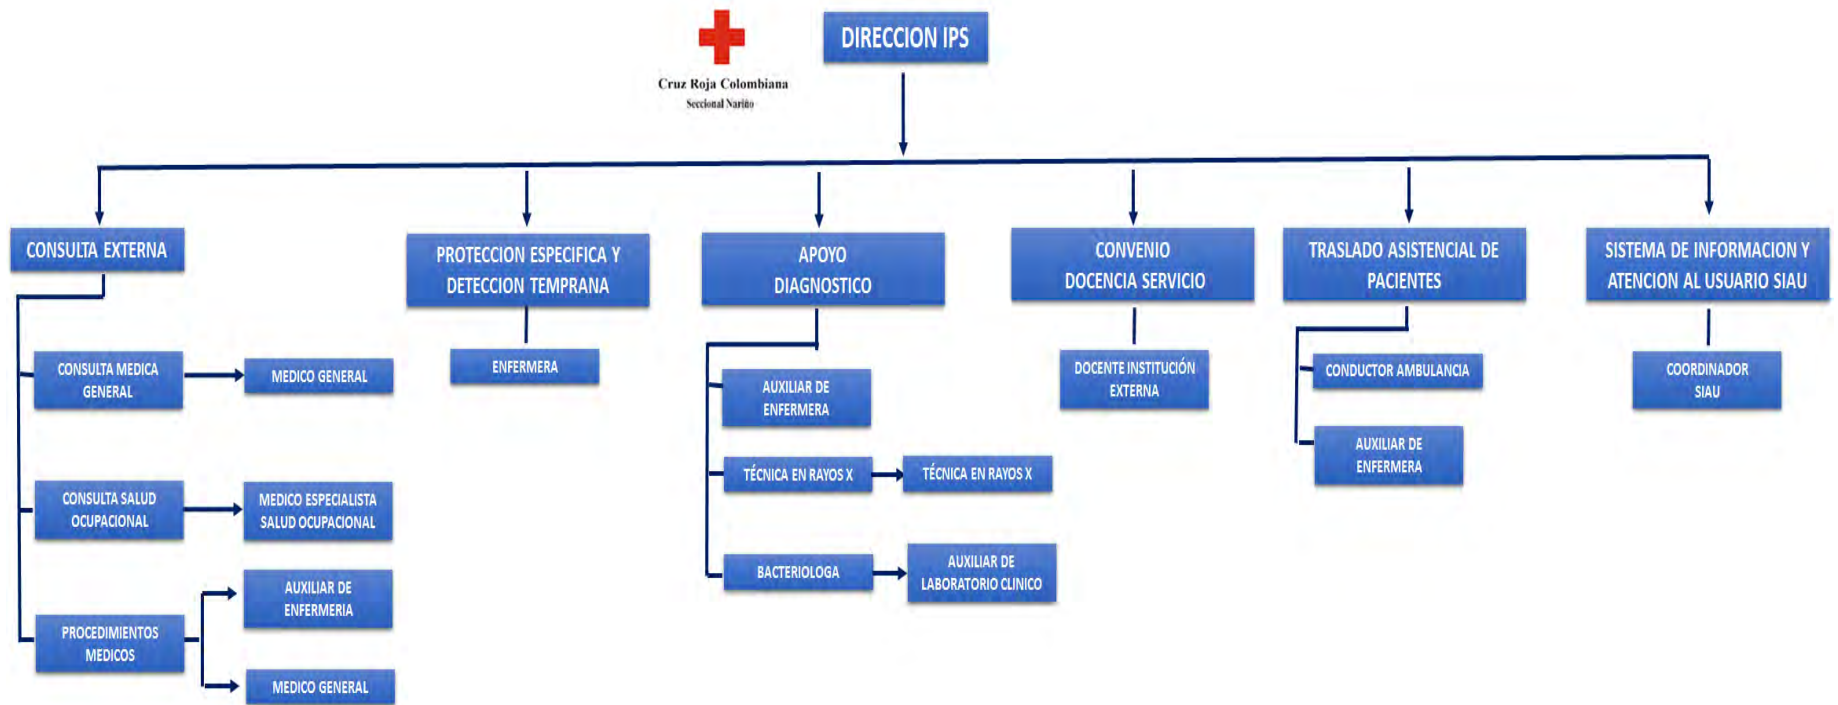 DIRECCION IPS
Cruz Roja Colombiana
Seccional Nariño
CONSULTA EXTERNA
CONSULTA MEDICA
GENERAL
MEDICO GENERAL
CONSULTA SALUD
OCUPACIONAL
MEDICO ESPECIALISTA
SALUD OCUPACIONAL
PROCEDIMIENTOS
MEDICOS
AUXILIAR DE
ENFERMERIA
MEDICO GENERAL
PROTECCION ESPECIFICA Y
DETECCION TEMPRANA
ENFERMERA
APOYO
DIAGNOSTICO
AUXILIAR DE
ENFERMERA
TÉCNICA EN RAYOS X
TÉCNICA EN RAYOS X
BACTERIOLOGA
AUXILIAR DE
LABORATORIO CLINICO
CONVENIO
DOCENCIA SERVICIO
DOCENTE INSTITUCIÓN
EXTERNA
TRASLADO ASISTENCIAL DE
PACIENTES
CONDUCTOR AMBULANCIA
AUXILIAR DE
ENFERMERA
SISTEMA DE INFORMACION Y
ATENCION AL USUARIO SIAU
COORDINADOR
SIAU